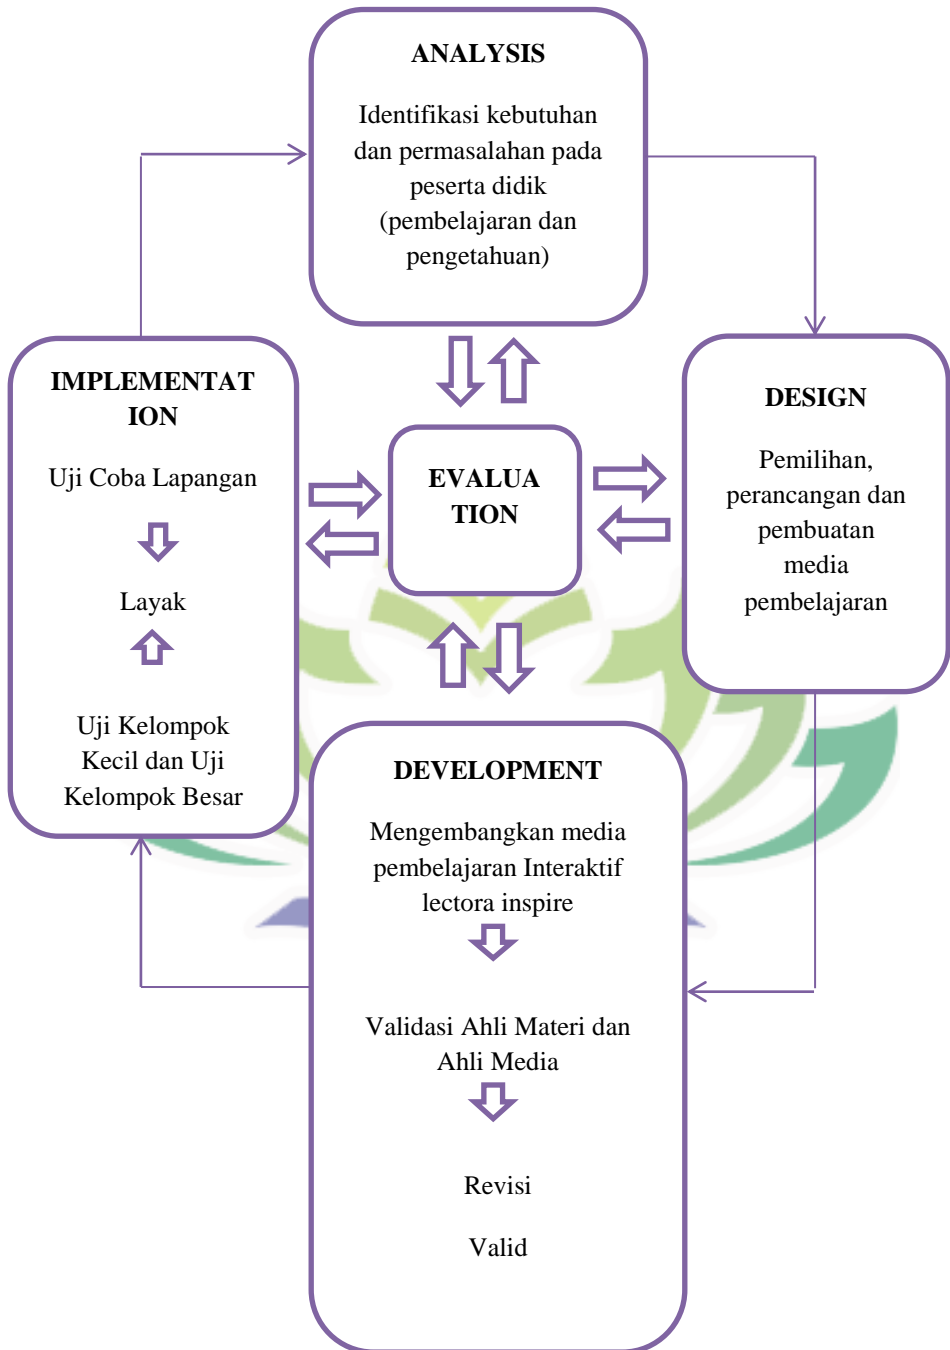 ANALYSIS
Identifikasi kebutuhan
dan permasalahan pada
peserta didik
(pembelajaran dan
pengetahuan)
IMPLEMENTAT
ION
Uji Coba Lapangan
Layak
Uji Kelompok
Kecil dan Uji
Kelompok Besar
EVALUA
TION
DESIGN
Pemilihan,
perancangan dan
pembuatan
media
pembelajaran
DEVELOPMENT
Mengembangkan media
pembelajaran Interaktif
lectora inspire
Validasi Ahli Materi dan
Ahli Media
Revisi
Valid